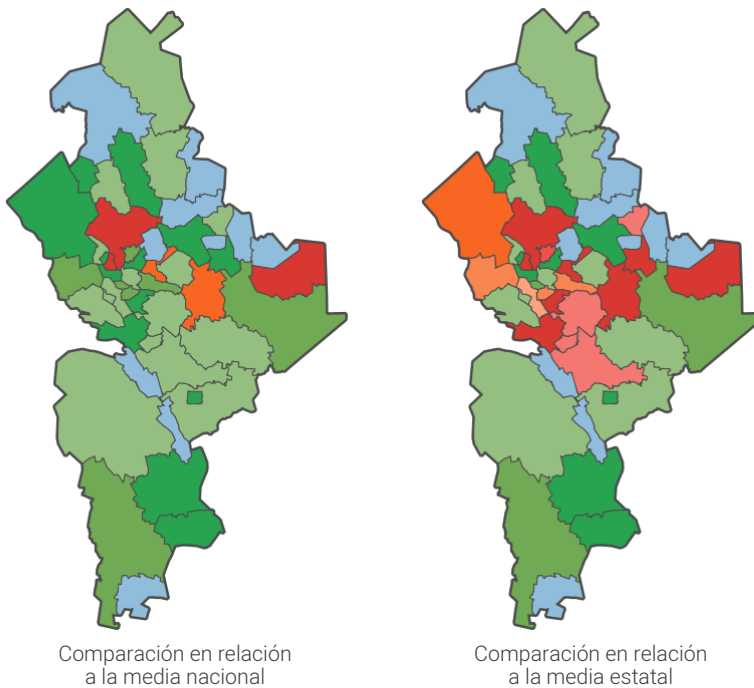 Comparación en relación
a la media nacional
Comparación en relación
a la media estatal